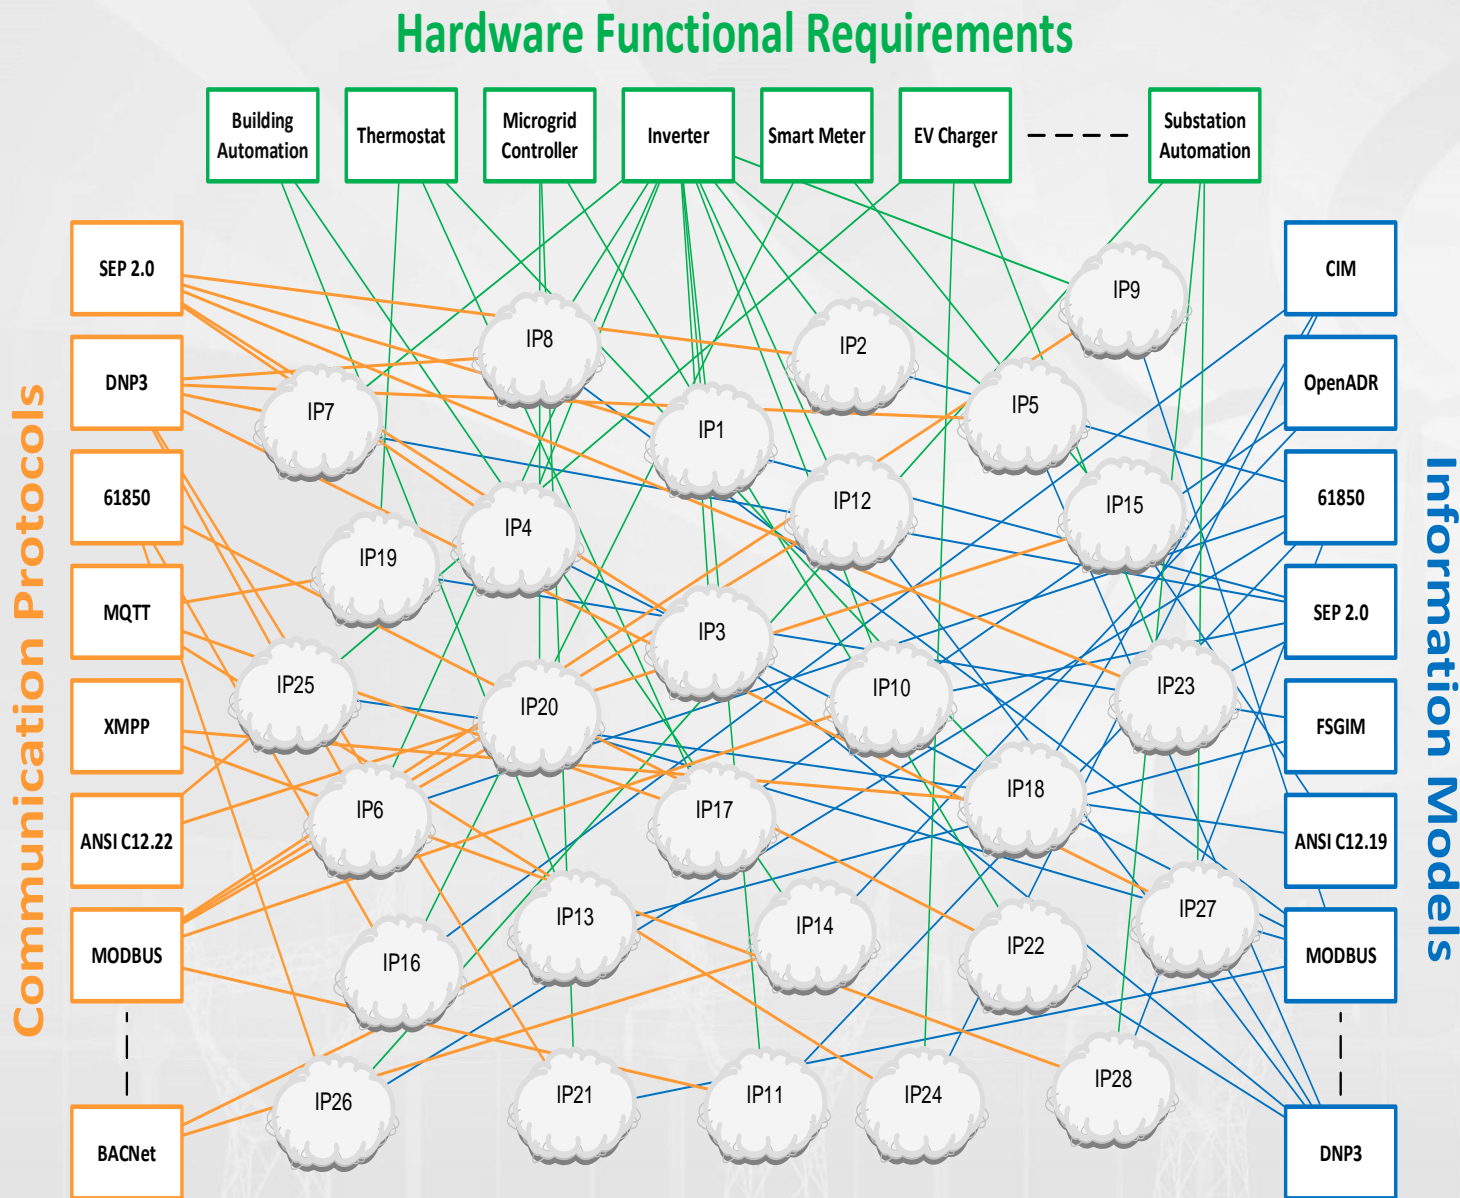 Hardware Functional Requirements
Building
Automation
Thermostat
Microgrid
Controller
Inverter
Smart Meter
EV Charger
Substation
Automation
Communication Protocols
SEP 2.0
DNP3
61850
MQTT
XMPP
ANSI C12.22
MODBUS
BACNet
IP9
IP8
IP2
IP7
IP5
IP1
IP12
IP15
IP4
IP19
IP3
IP25
IP20
IP10
IP23
IP6
IP17
IP18
IP13
IP14
IP27
IP16
IP22
IP26
IP21
IP11
IP24
IP28
Information Models
CIM
OpenADR
61850
SEP 2.0
FSGIM
ANSI C12.19
MODBUS
DNP3